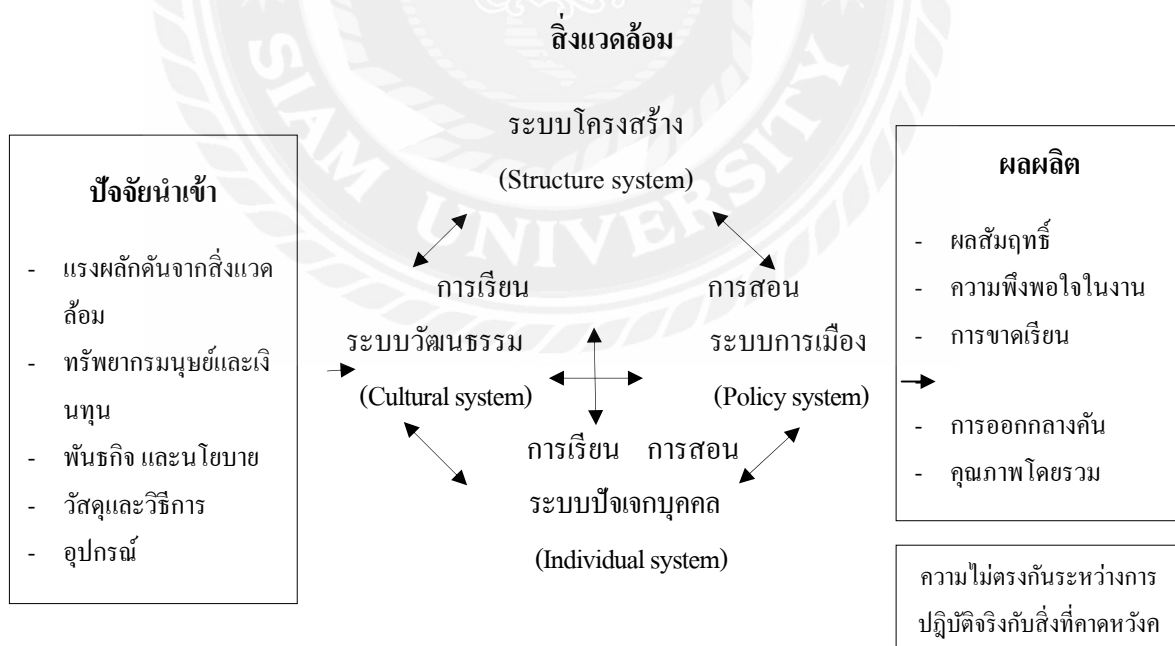 สิ่งแวดล้อม
SIAM UNIVERSITY
ระบบโครงสร้าง
(Structure system)
ปัจจัยนำเข้า
- แรงผลักดันจากสิ่งแวด
ล้อม
- ทรัพยากรมนุษย์และเงิ
นทุน
- พันธกิจ และนโยบาย
- วัสดุและวิธีการ
- อุปกรณ์
การเรียน การสอน
ระบบวัฒนธรรม ระบบการเมือง
(Cultural system) (Policy system)
การเรียน การสอน
ระบบปัจเจกบุคคล
(Individual system)
ผลผลิต
- ผลสัมฤทธิ์
- ความพึงพอใจในงาน
- การขาดเรียน
- การออกกลางคัน
- คุณภาพโดยรวม
ความไม่ตรงกันระหว่างการ
ปฎิบัติจริงกับสิ่งที่คาดหวังค